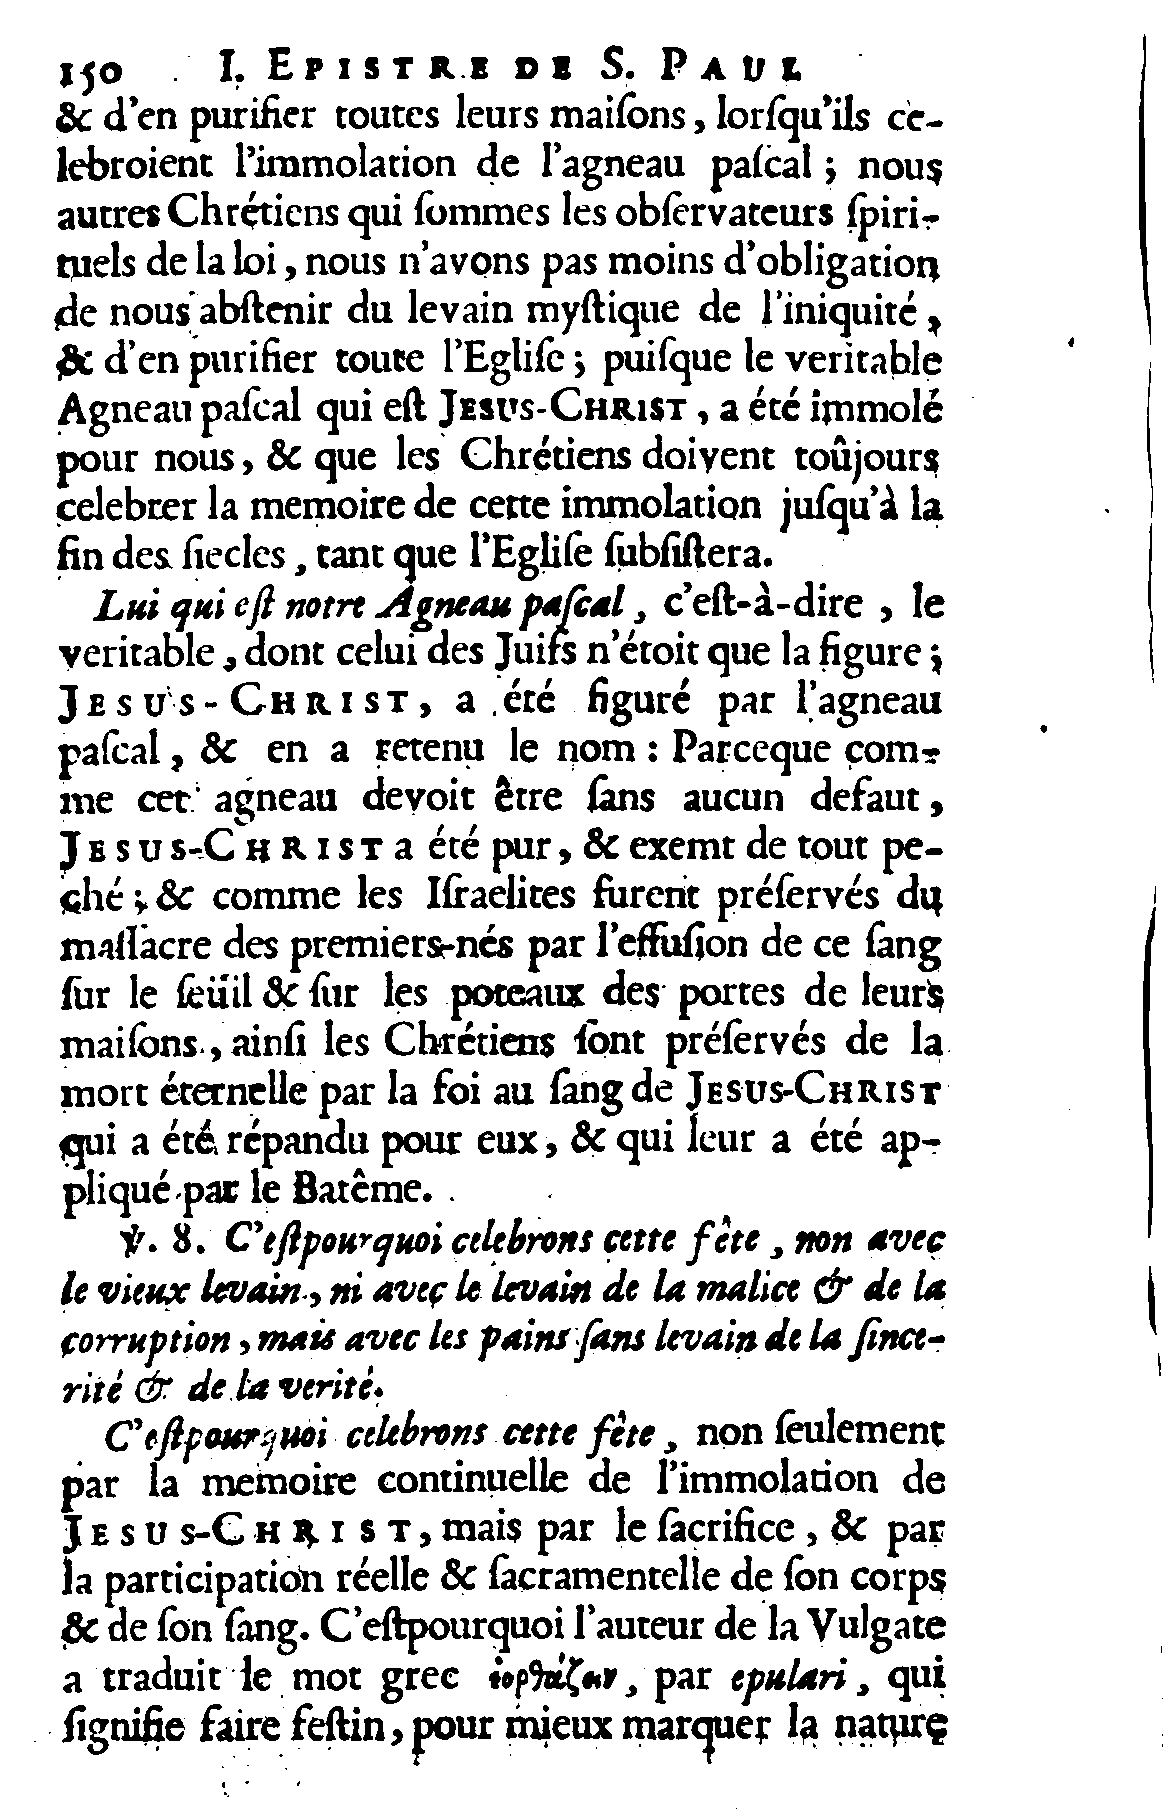 150 I. EPISTRE DE S. PAUL
& d'en purifier toutes leurs maiſons, lorſqu'ils ce-
lebroient l'immolation de l'agneau paſcal ; nous
autres Chrétiens qui ſommes les obſervateurs ſpiri-
tuels de la loi, nous n'avons pas moins d'obligation
de nous abſtenir du levain myſtique de l'iniquité,
& d'en purifier toute l'Egliſe ; puiſque le veritable
Agneau paſcal qui eſt JESUS-CHRIST, a été immolé
pour nous, & que les Chrétiens doivent toûjours
celebrer la memoire de cette immolation juſqu'à la
fin des ſiecles, tant que l'Egliſe ſubſiſtera.
Lui qui eſt notre Agneau paſcal, c'eſt-à-dire, le
veritable, dont celui des Juifs n'étoit que la figure ;
JESUS-CHRIST, a été figuré par l'agneau
paſcal, & en a retenu le nom : Parceque com-
me cet agneau devoit être ſans aucun defaut,
JESUS-CHRIST a été pur, & exemt de tout pe-
ché ; & comme les Iſraelites furent préſervés du
maſſacre des premiers-nés par l'effuſion de ce ſang
ſur le ſeüil & ſur les poteaux des portes de leurs
maiſons, ainſi les Chrétiens ſont préſervés de la
mort éternelle par la foi au ſang de JESUS-CHRIST
qui a été répandu pour eux, & qui leur a été ap-
pliqué par le Batême.
℣. 8. C'eſtpourquoi celebrons cette fête, non avec
le vieux levain, ni avec le levain de la malice & de la
corruption, mais avec les pains ſans levain de la ſince-
rité & de la verité.
C'eſtpourquoi celebrons cette fête, non ſeulement
par la memoire continuelle de l'immolation de
JESUS-CHRIST, mais par le ſacrifice, & par
la participation réelle & ſacramentelle de ſon corps
& de ſon ſang. C'eſtpourquoi l'auteur de la Vulgate
a traduit le mot grec par epulari, qui
ſignifie faire feſtin, pour mieux marquer la nature